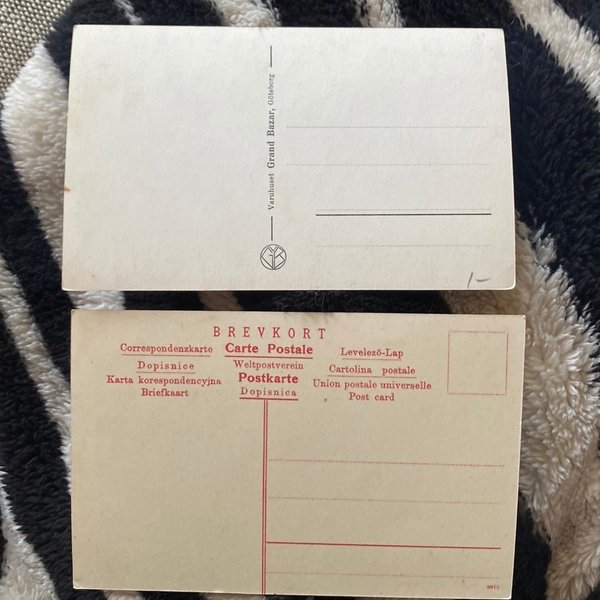 Varuhuset Grand Bazar, Göteborg
1-
BREVKORT
Correspondenzkarte Carte Postale Levelező-Lap
Dopisnice Weltpostverein Cartolina postale
Karta korespondencyjna Postkarte Union postale universelle
Briefkaart Dopisnica Post card